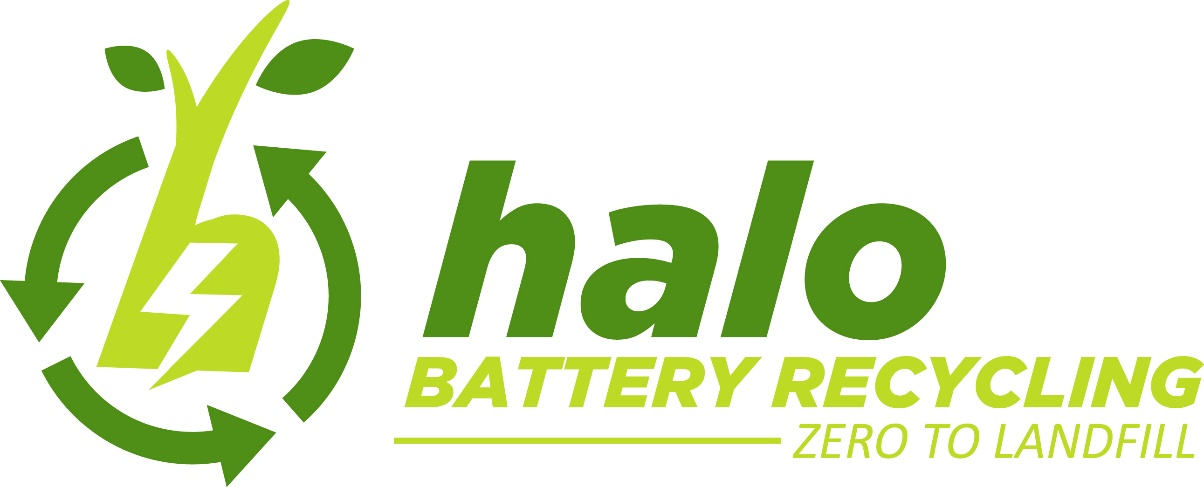 halo
BATTERY RECYCLING
ZERO TO LANDFILL